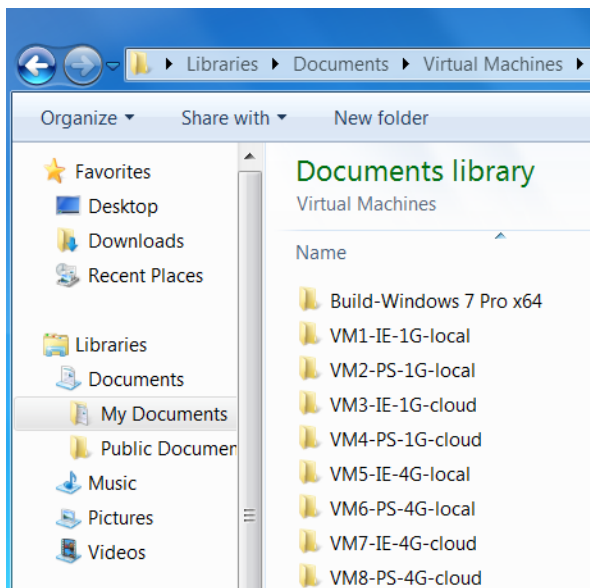 Libraries Documents Virtual Machines
Organize Share with New folder
Favorites
Desktop
Downloads
Recent Places
Libraries
Documents
My Documents
Public Documen
Music
Pictures
Videos
Documents library
Virtual Machines
Name
Build-Windows 7 Pro x64
VM1-IE-1G-local
VM2-PS-1G-local
VM3-IE-1G-cloud
VM4-PS-1G-cloud
VM5-IE-4G-local
VM6-PS-4G-local
VM7-IE-4G-cloud
VM8-PS-4G-cloud